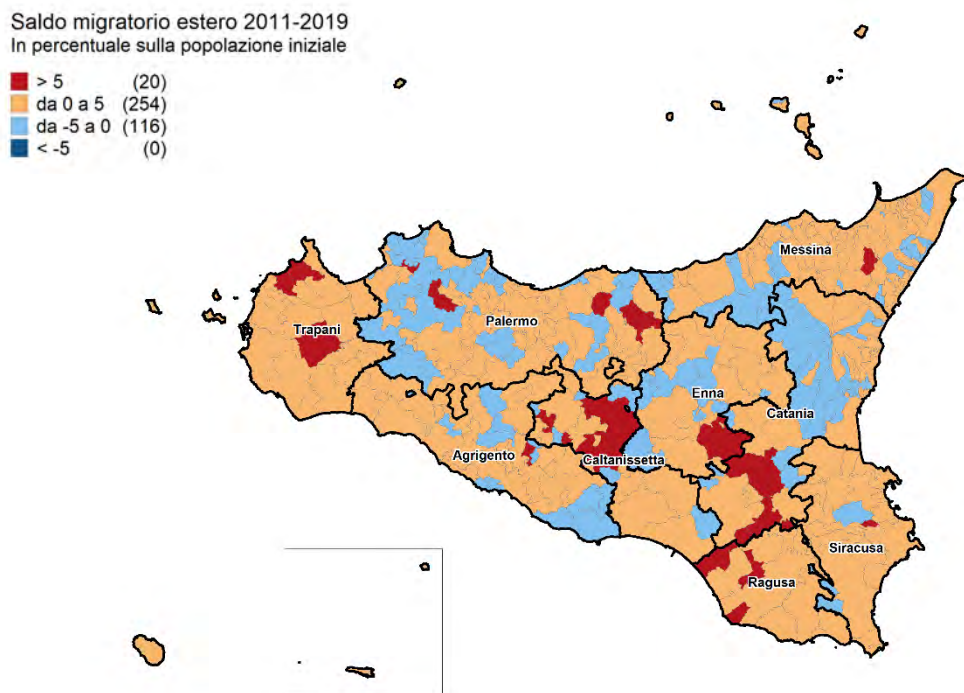 Saldo migratorio estero 2011-2019
In percentuale sulla popolazione iniziale
> 5 (20)
da 0 a 5 (254)
da -5 a 0 (116)
< -5 (0)
Messina
Palermo
Trapani
Enna
Catania
Agrigento
Caltanissetta
Siracusa
Ragusa